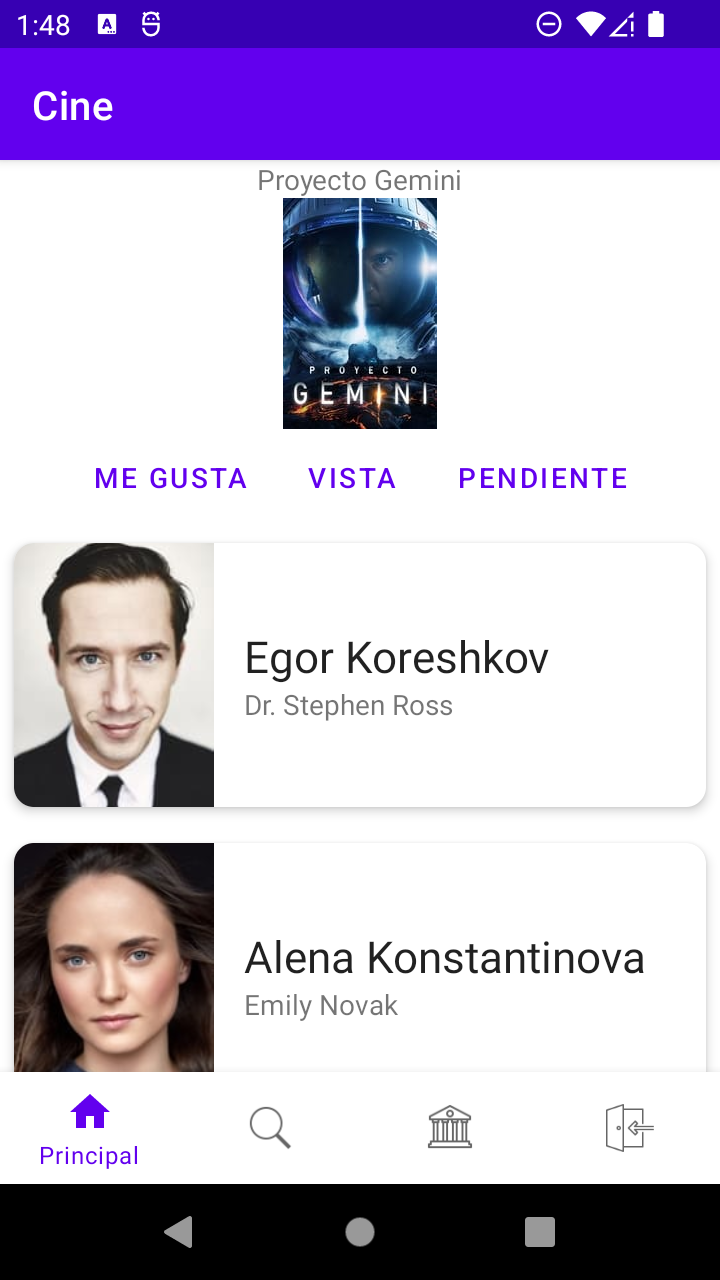 1:48
Cine
Proyecto Gemini
PROYECTO
GEMINI
ME GUSTA VISTA PENDIENTE
Egor Koreshkov
Dr. Stephen Ross
Alena Konstantinova
Emily Novak
Principal